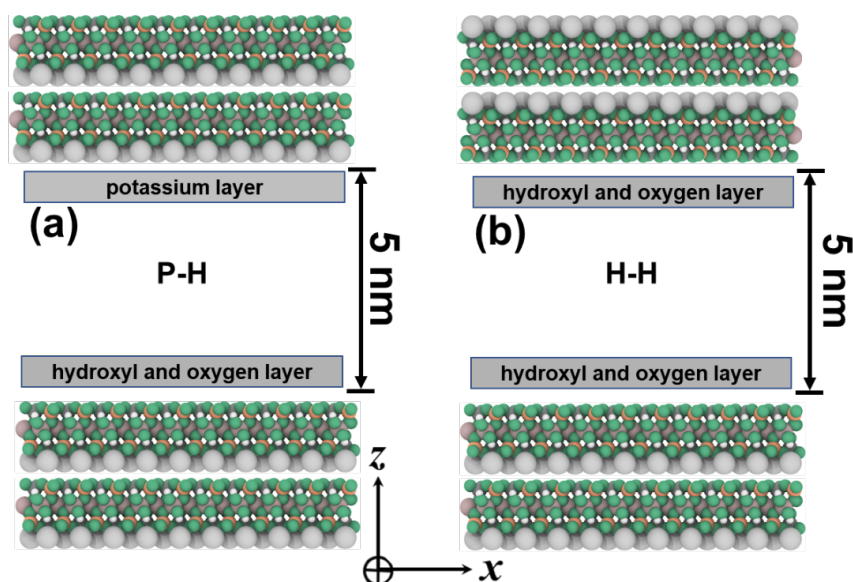 potassium layer
(a)
P-H
5 nm
hydroxyl and oxygen layer
hydroxyl and oxygen layer
(b)
H-H
5 nm
hydroxyl and oxygen layer
z
x